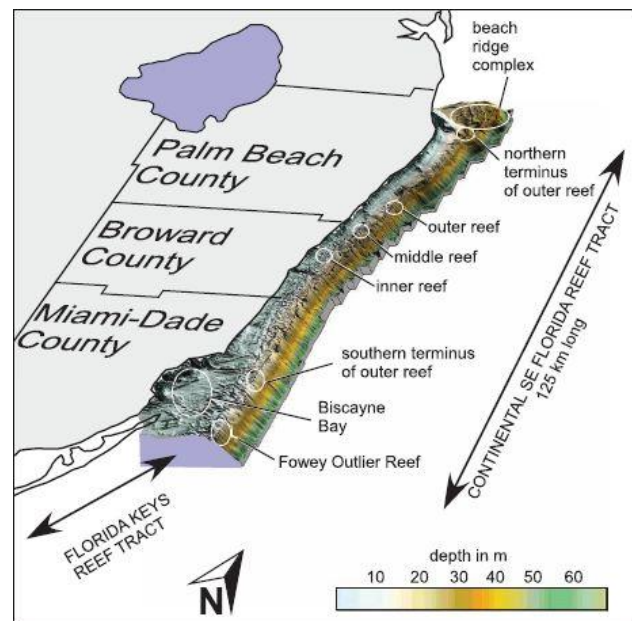 beach
ridge
complex
Palm Beach
County
northern
terminus
of outer reef
outer reef
Broward
County
middle reef
inner reef
Miami-Dade
County
southern terminus
of outer reef
Biscayne
Bay
Fowey Outlier Reef
CONTINENTAL SE FLORIDA REEF TRACT
125 km long
FLORIDA KEYS
REEF TRACT
N
depth in m
10 20 30 40 50 60